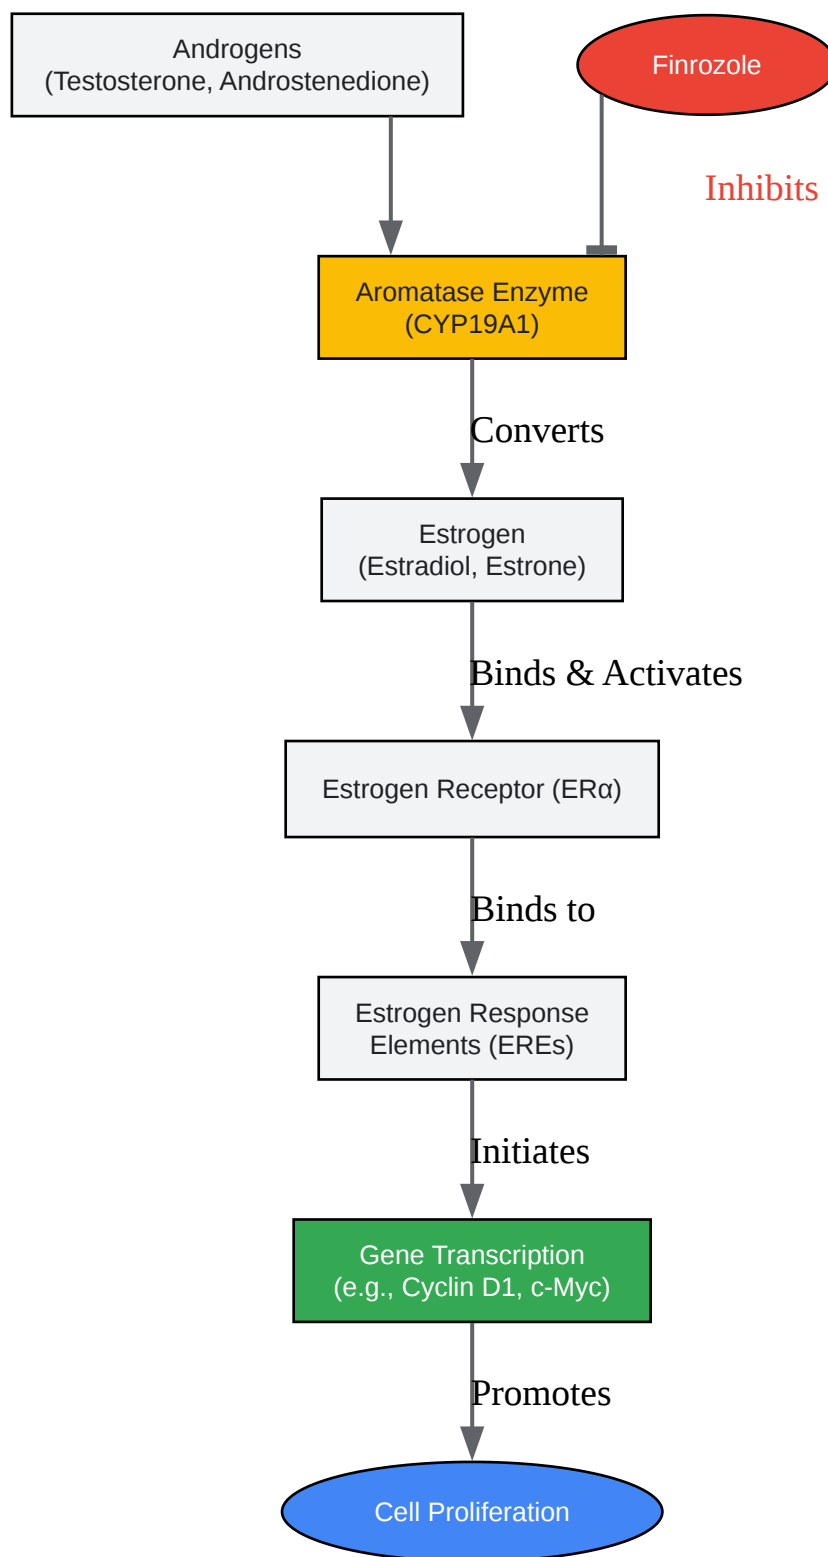 Androgens
(Testosterone, Androstenedione)
Finrozole
Inhibits
Aromatase Enzyme
(CYP19A1)
Converts
Estrogen
(Estradiol, Estrone)
Binds & Activates
Estrogen Receptor (ERα)
Binds to
Estrogen Response
Elements (EREs)
Initiates
Gene Transcription
(e.g., Cyclin D1, c-Myc)
Promotes
Cell Proliferation